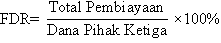 FDR= Total Pembiayaan / Dana Pihak Ketiga ×100%